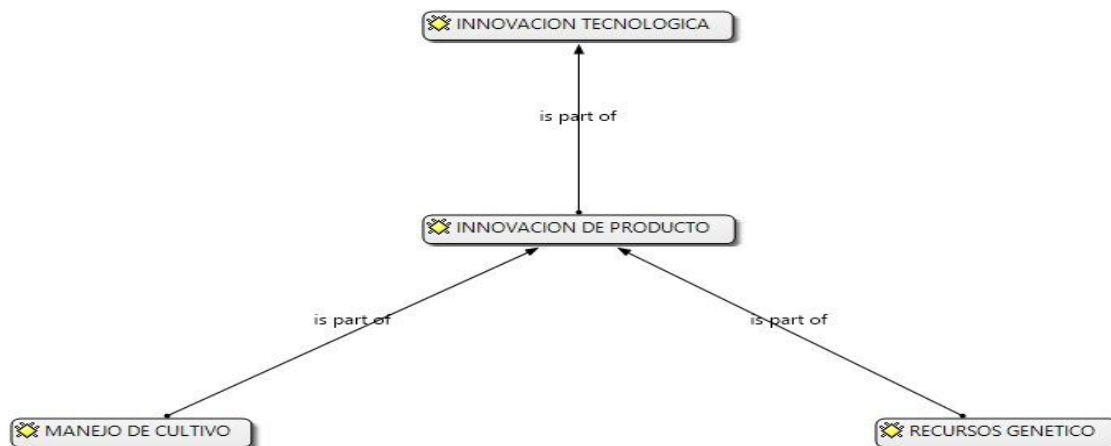 INNOVACION TECNOLOGICA
is part of
INNOVACION DE PRODUCTO
is part of
is part of
MANEJO DE CULTIVO
RECURSOS GENETICO